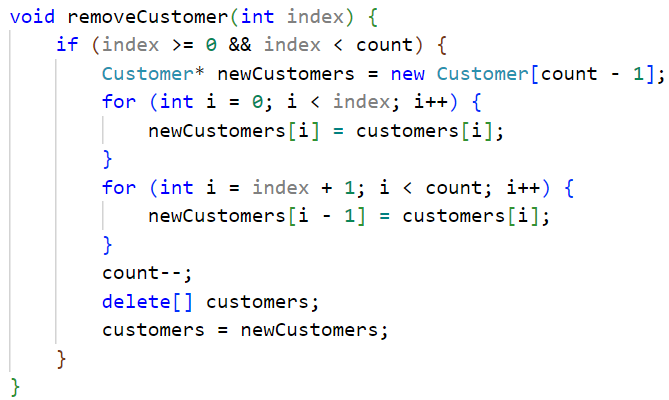 void removeCustomer(int index) {
    if (index >= 0 && index < count) {
        Customer* newCustomers = new Customer[count - 1];
        for (int i = 0; i < index; i++) {
            newCustomers[i] = customers[i];
        }
        for (int i = index + 1; i < count; i++) {
            newCustomers[i - 1] = customers[i];
        }
        count--;
        delete[] customers;
        customers = newCustomers;
    }
}